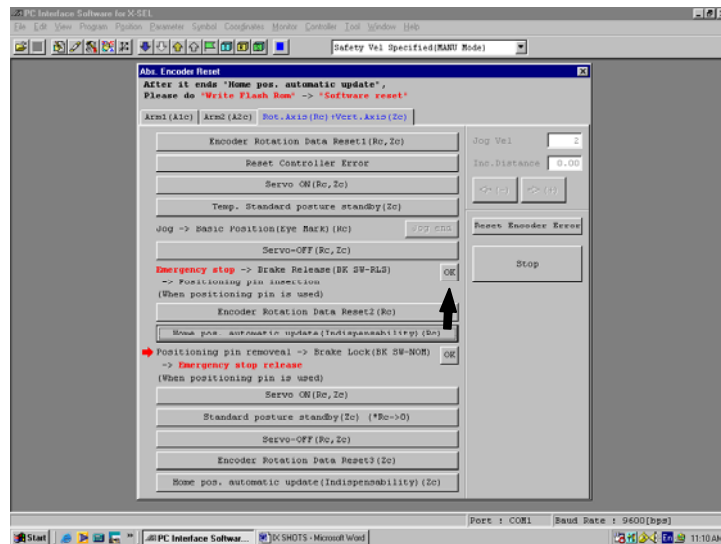 PC Interface Software for X-SEL
File Edit View Program Position Parameter Symbol Coordinates Monitor Controller Tool Window Help
Safety Vel Specified(MANU Mode)
Abs. Encoder Reset
After it ends "Home pos. automatic update",
Please do "Write Flash Rom" -> "Software reset"
Arm1(A1c) Arm2(A2c) Rot.Axis(Rc)+Vert.Axis(Zc)
Encoder Rotation Data Reset1(Rc,Zc)
Reset Controller Error
Servo ON(Rc,Zc)
Temp. Standard posture standby(Zc)
Jog -> Basic Position(Eye Mark)(Rc) Jog end
Servo-OFF(Rc,Zc)
Emergency stop -> Brake Release(BK SW-RLS) OK
-> Positioning pin insertion
(When positioning pin is used)
Encoder Rotation Data Reset2(Rc)
Home pos. automatic update(Indispensability)(Rc)
Positioning pin removeal -> Brake Lock(BK SW-NOM) OK
-> Emergency stop release
(When positioning pin is used)
Servo ON(Rc,Zc)
Standard posture standby(Zc) (*Rc->0)
Servo-OFF(Rc,Zc)
Encoder Rotation Data Reset3(Zc)
Home pos. automatic update(Indispensability)(Zc)
Jog Vel 2
Inc.Distance 0.00
(-) (+)
Reset Encoder Error
Stop
Port : COM1 Baud Rate : 9600[bps]
Start PC Interface Softwar... IX SHOTS - Microsoft Word 11:10 AM